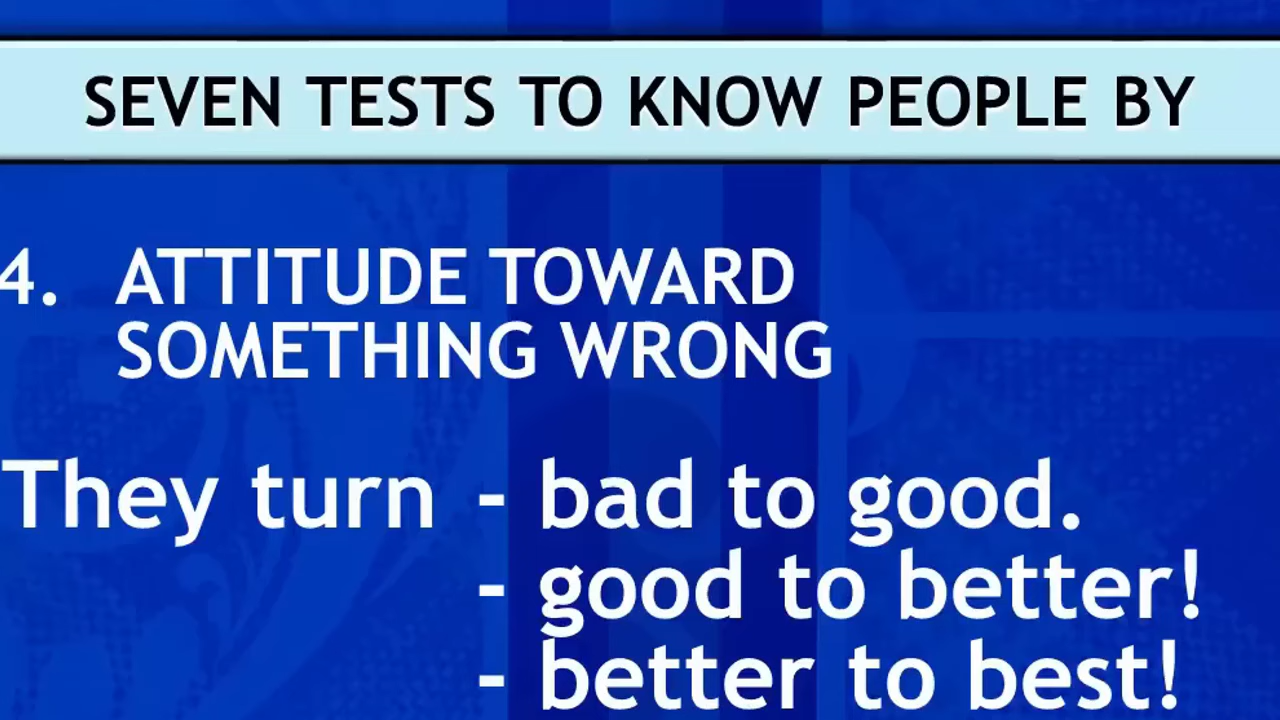 SEVEN TESTS TO KNOW PEOPLE BY
4. ATTITUDE TOWARD
SOMETHING WRONG
They turn - bad to good.
- good to better!
- better to best!